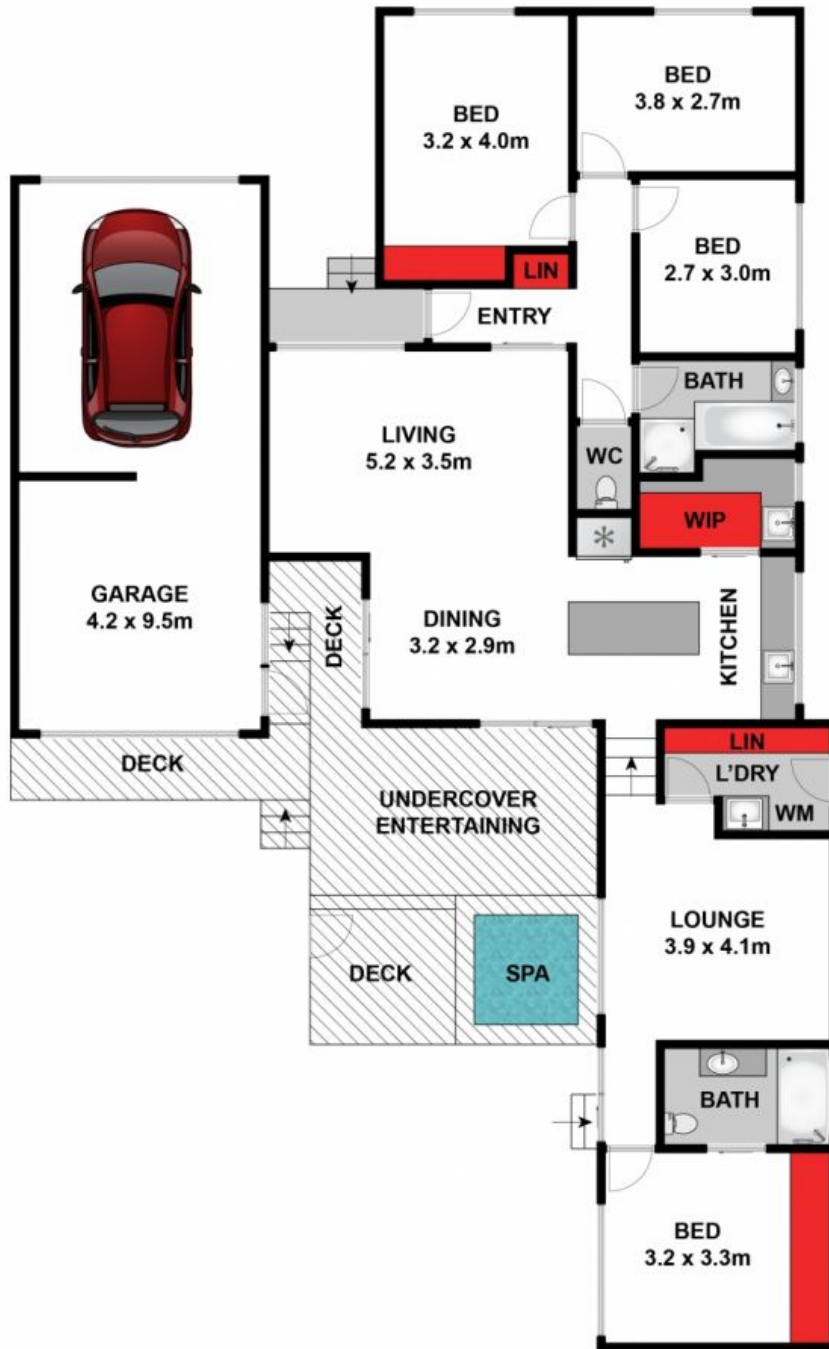 BED
3.2 x 4.0m
BED
3.8 x 2.7m
BED
2.7 x 3.0m
LIN
ENTRY
BATH
LIVING
5.2 x 3.5m
WC
WIP
GARAGE
4.2 x 9.5m
DECK
DINING
3.2 x 2.9m
KITCHEN
DECK
UNDERCOVER
ENTERTAINING
LIN
L'DRY
WM
LOUNGE
3.9 x 4.1m
DECK
SPA
BATH
BED
3.2 x 3.3m